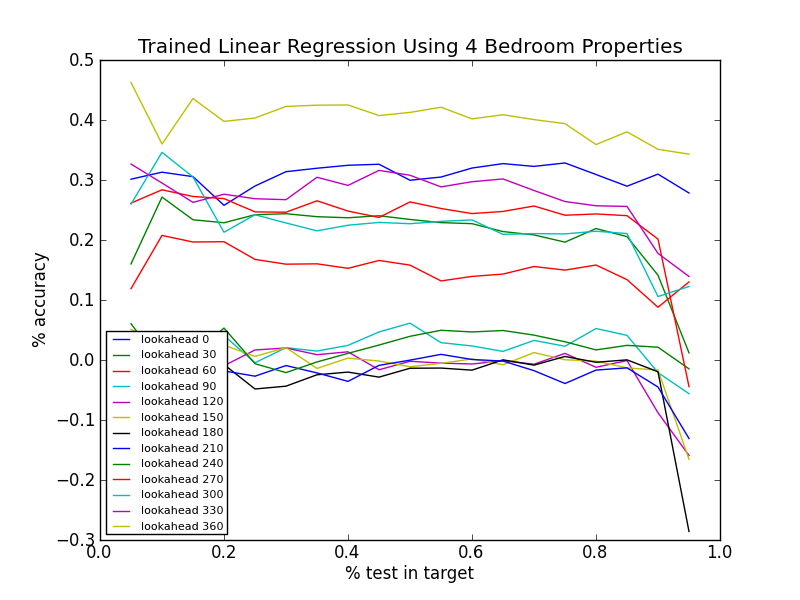 Trained Linear Regression Using 4 Bedroom Properties
0.5
0.4
0.3
0.2
0.1
0.0
−0.1
−0.2
−0.3
% accuracy
lookahead 0
lookahead 30
lookahead 60
lookahead 90
lookahead 120
lookahead 150
lookahead 180
lookahead 210
lookahead 240
lookahead 270
lookahead 300
lookahead 330
lookahead 360
0.0 0.2 0.4 0.6 0.8 1.0
% test in target